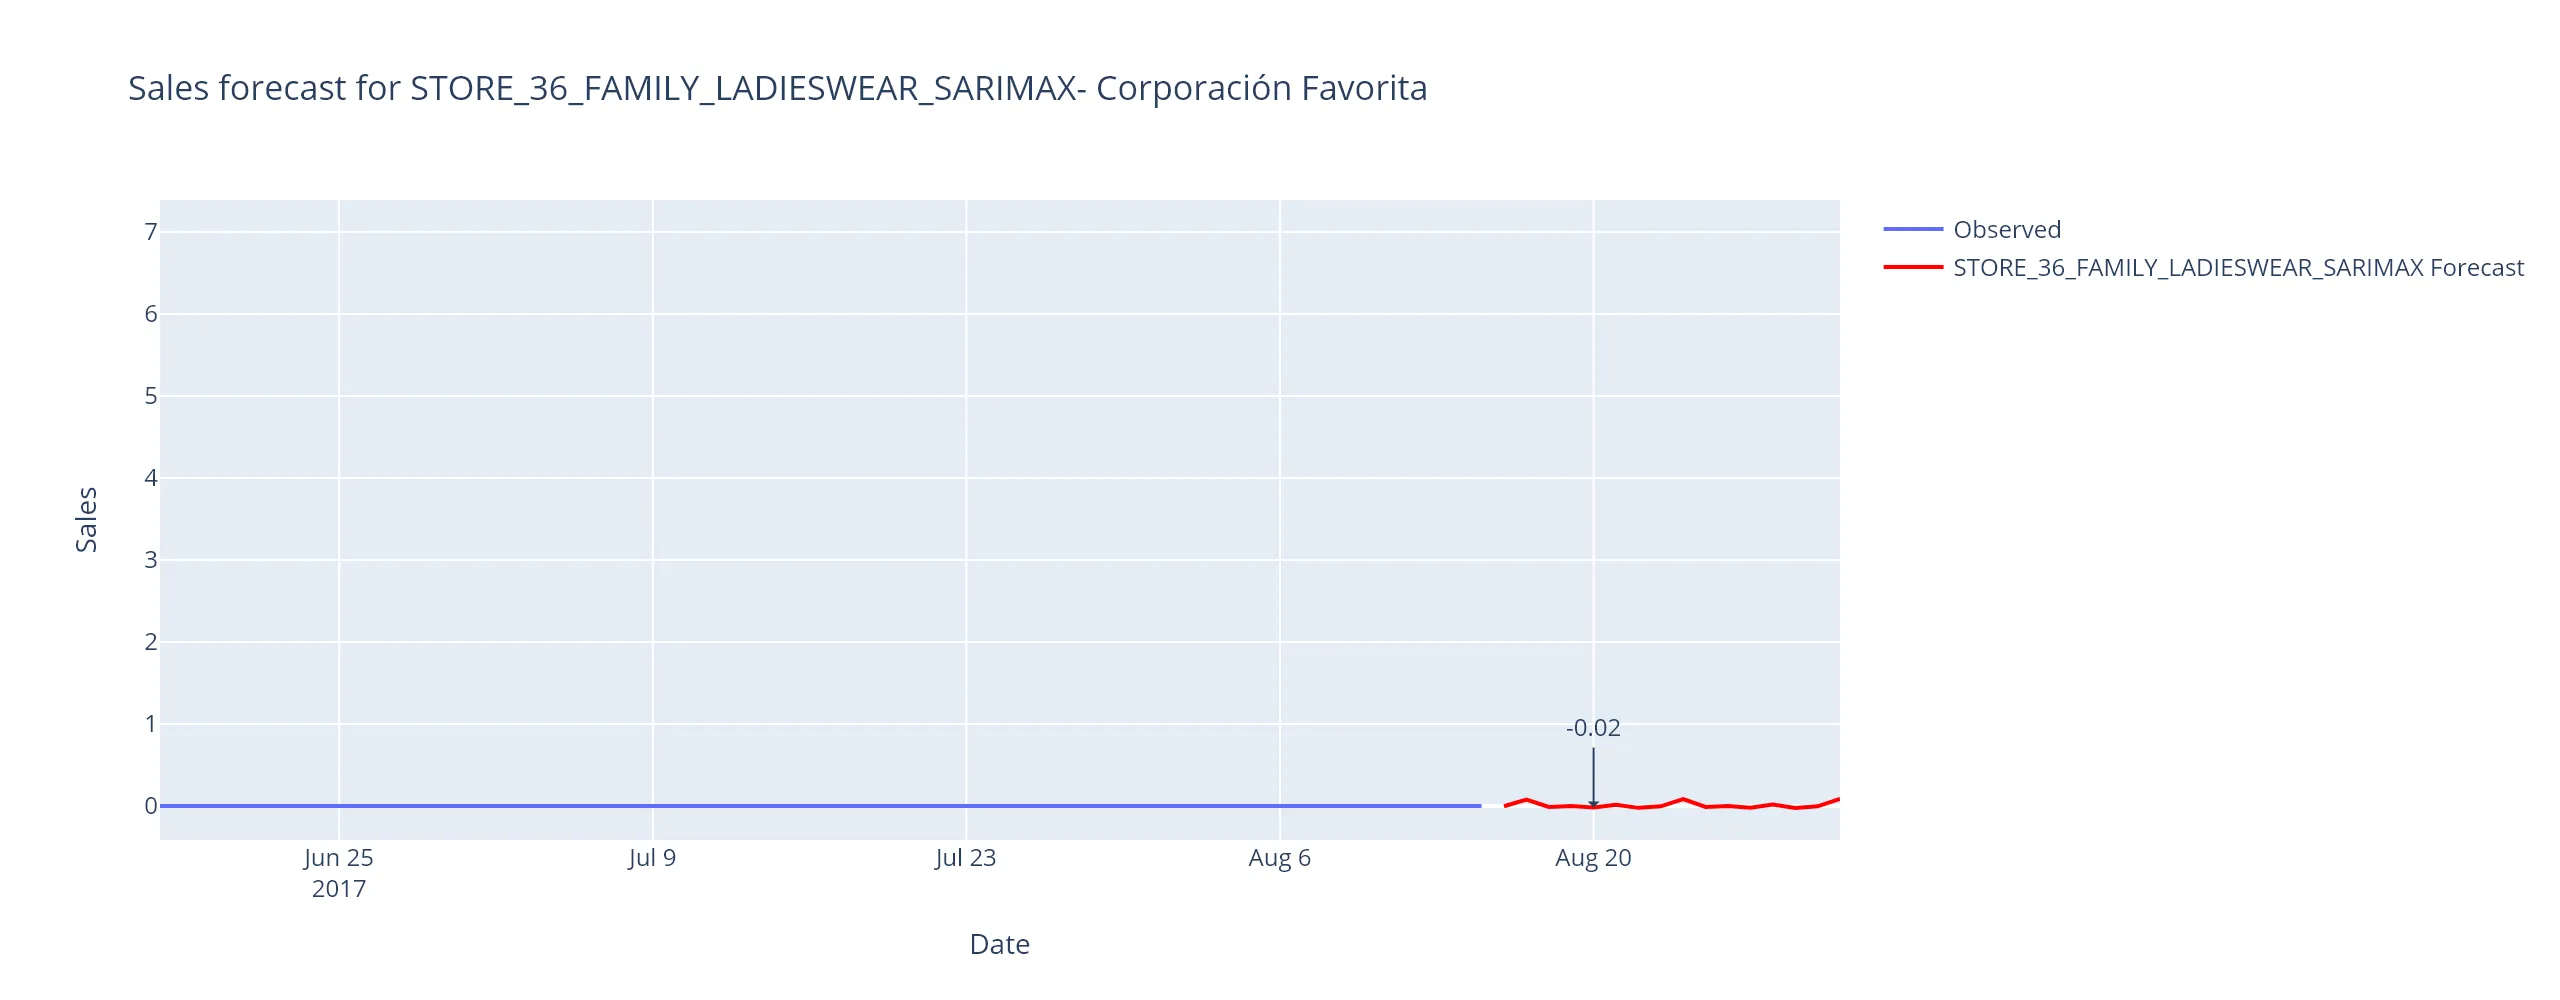 Sales forecast for STORE_36_FAMILY_LADIESWEAR_SARIMAX- Corporación Favorita
Observed
STORE_36_FAMILY_LADIESWEAR_SARIMAX Forecast
7
6
5
4
3
2
1
0
Sales
-0.02
Jun 25
2017
Jul 9
Jul 23
Aug 6
Aug 20
Date